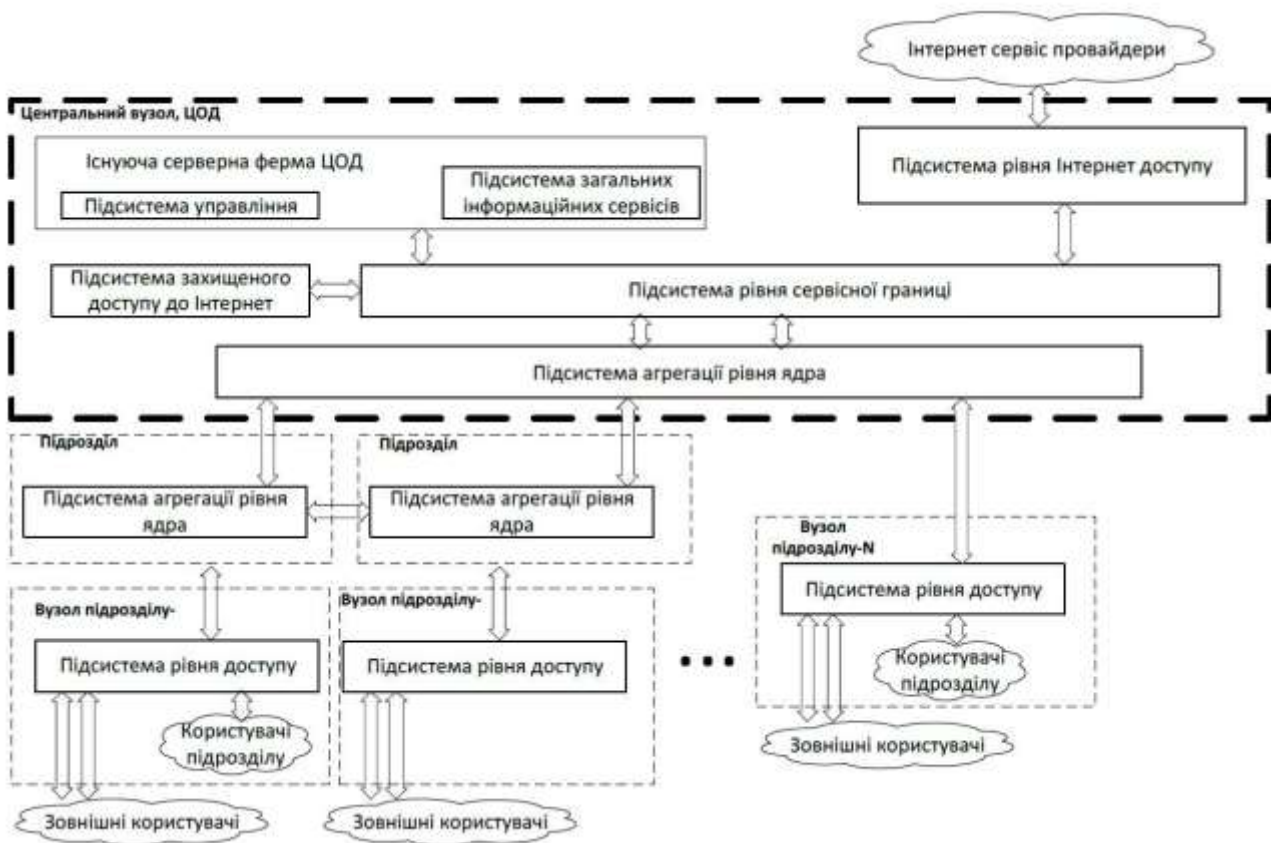 Інтернет сервіс провайдери
Центральний вузол, ЦОД
Існуюча серверна ферма ЦОД
Підсистема управління
Підсистема загальних
інформаційних сервісів
Підсистема рівня Інтернет доступу
Підсистема захищеного
доступу до Інтернет
Підсистема рівня сервісної границі
Підсистема агрегації рівня ядра
Підрозділ
Підсистема агрегації рівня
ядра
Підрозділ
Підсистема агрегації рівня
ядра
Вузол
підрозділу-N
Підсистема рівня доступу
Користувачі
підрозділу
Зовнішні користувачі
Вузол підрозділу-
Підсистема рівня доступу
Користувачі
підрозділу
Зовнішні користувачі
Вузол підрозділу-
Підсистема рівня доступу
Зовнішні користувачі
...